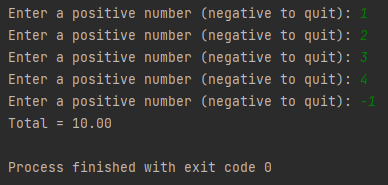 Enter a positive number (negative to quit): 1
Enter a positive number (negative to quit): 2
Enter a positive number (negative to quit): 3
Enter a positive number (negative to quit): 4
Enter a positive number (negative to quit): -1
Total = 10.00
Process finished with exit code 0